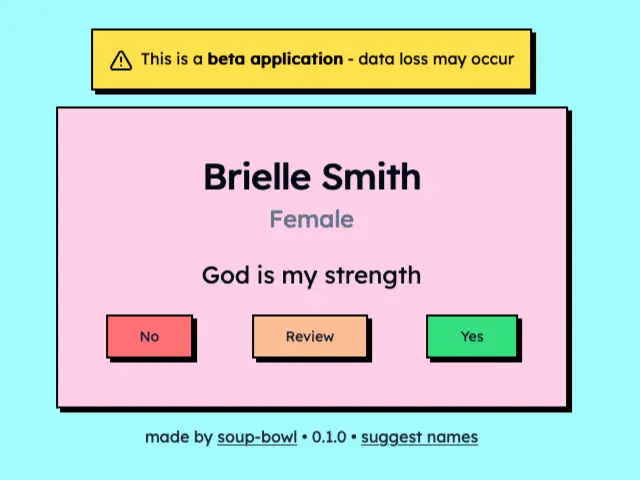 This is a beta application - data loss may occur
Brielle Smith
Female
God is my strength
No Review Yes
made by soup-bowl • 0.1.0 • suggest names